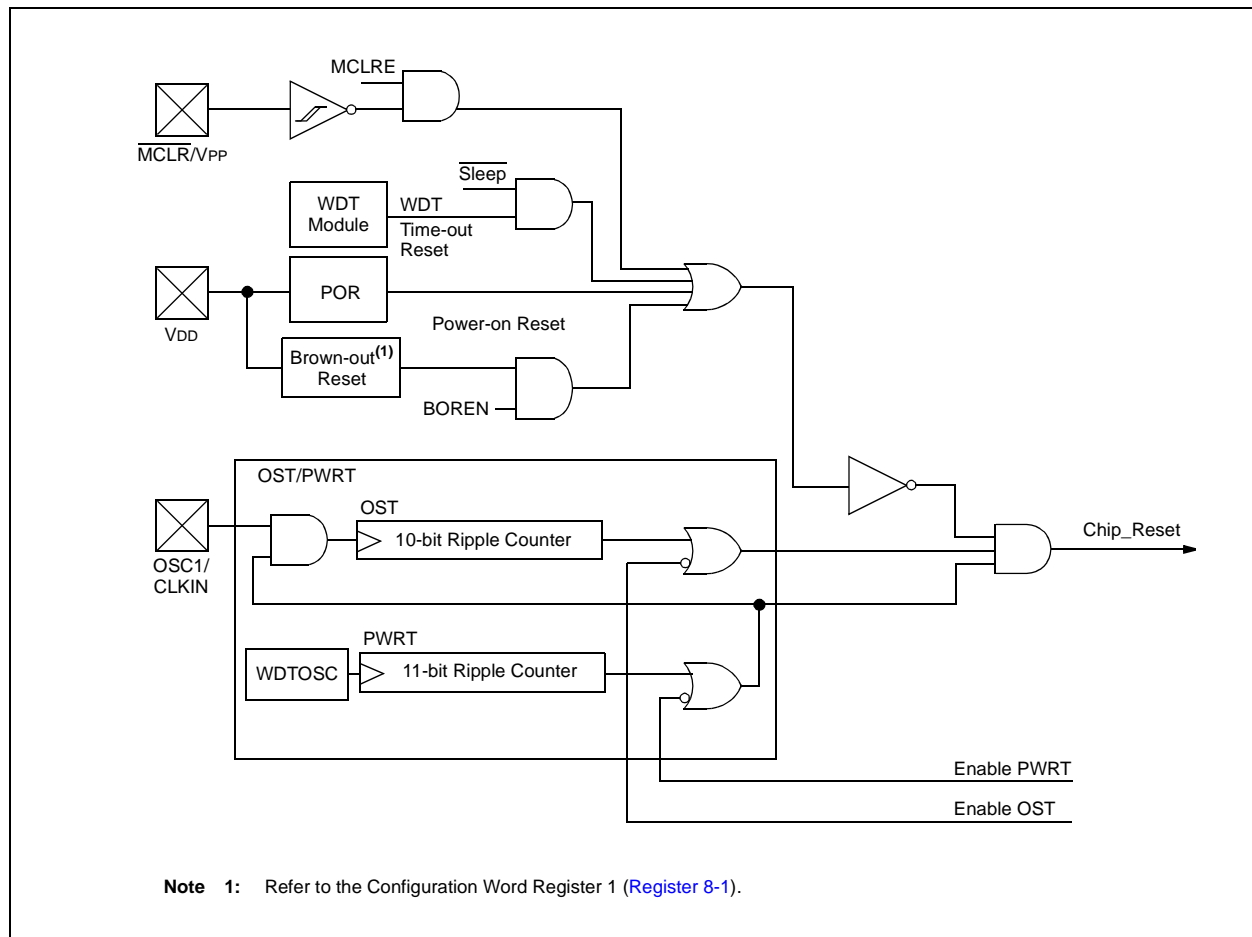 MCLRE
MCLR/VPP
Sleep
WDT
Module
WDT
Time-out
Reset
POR
VDD
Power-on Reset
Brown-out(1)
Reset
BOREN
OST/PWRT
OST
10-bit Ripple Counter
Chip_Reset
OSC1/
CLKIN
PWRT
WDTOSC
11-bit Ripple Counter
Enable PWRT
Enable OST
Note 1: Refer to the Configuration Word Register 1 (Register 8-1).